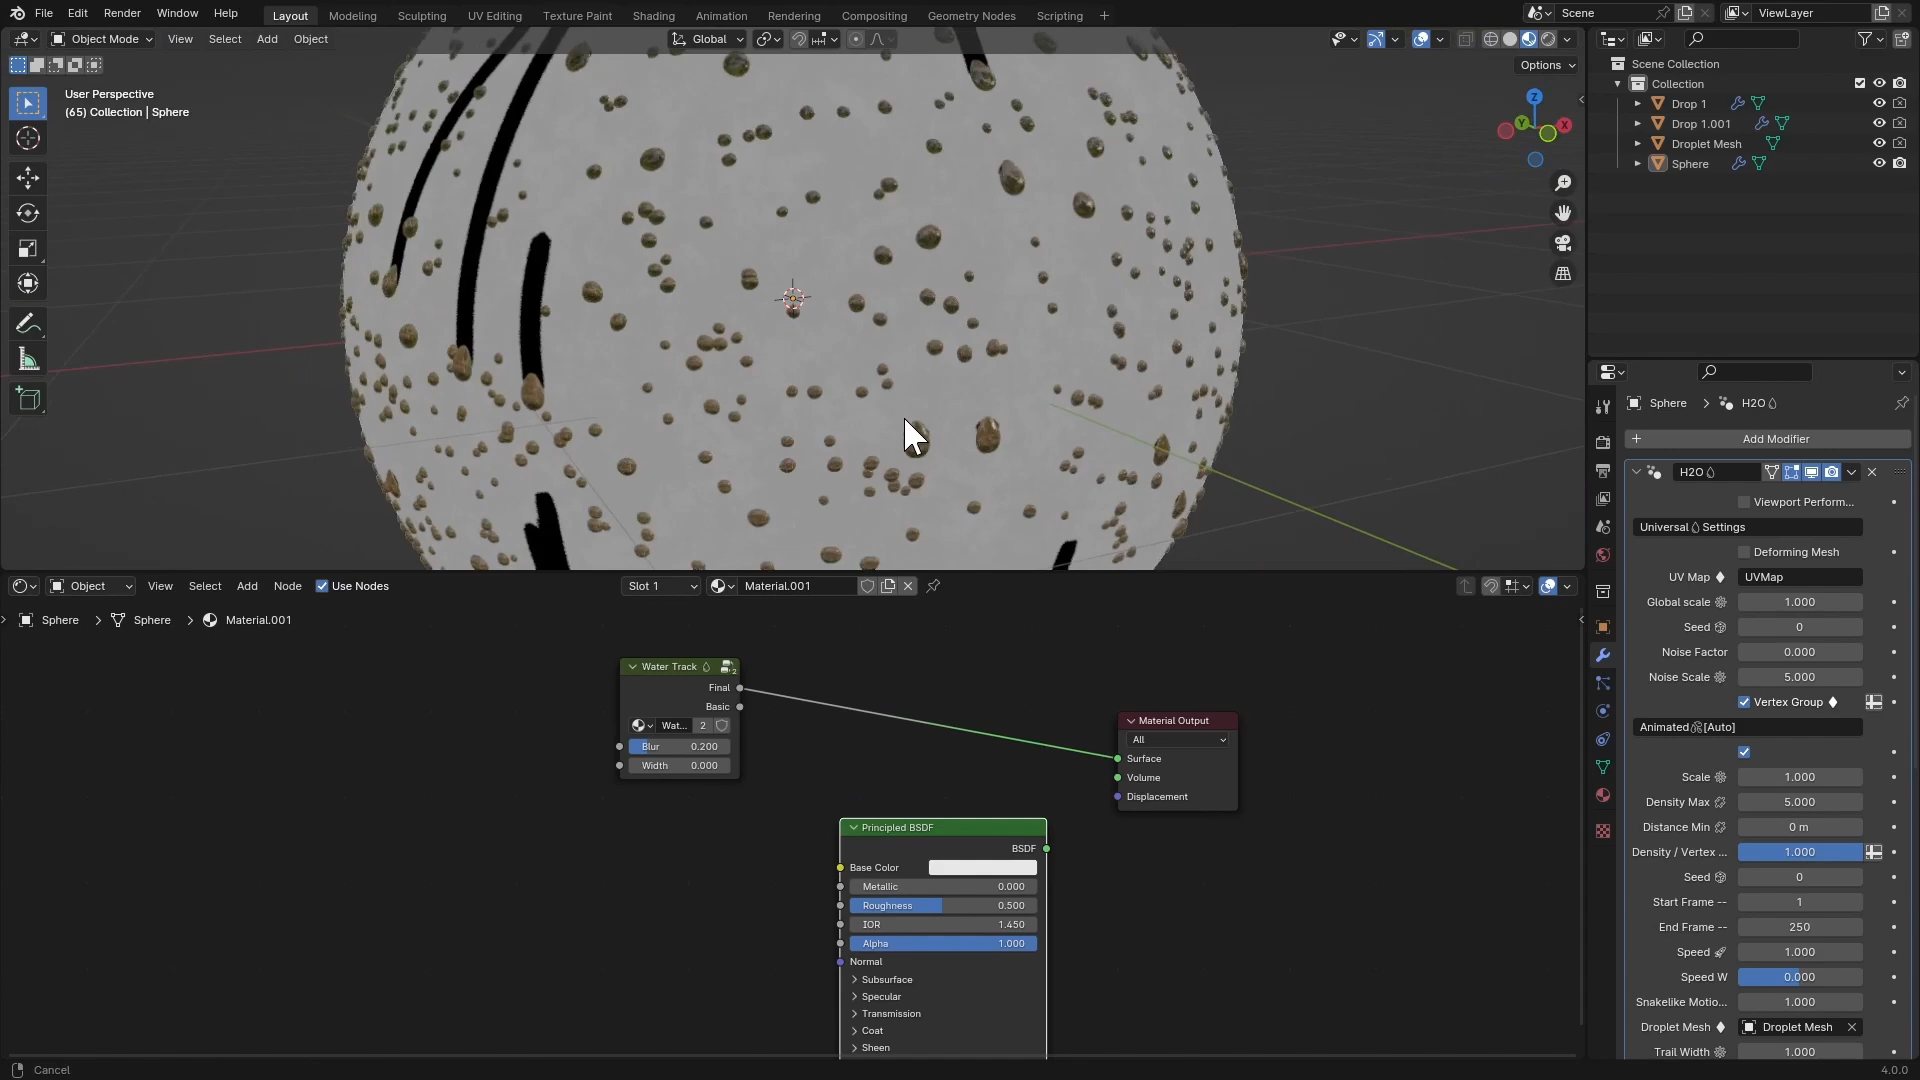 File Edit Render Window Help Layout Modeling Sculpting UV Editing Texture Paint Shading Animation Rendering Compositing Geometry Nodes Scripting + Scene ViewLayer
Object Mode View Select Add Object Global
Options
User Perspective
(65) Collection | Sphere
Z
Y
X
Scene Collection
Collection
Drop 1
Drop 1.001
Droplet Mesh
Sphere
Sphere > H2O
+ Add Modifier
H2O
Viewport Perform...
Universal Settings
Deforming Mesh
UV Map UVMap
Global scale 1.000
Seed 0
Noise Factor 0.000
Noise Scale 5.000
Vertex Group
Animated [Auto]
Scale 1.000
Density Max 5.000
Distance Min 0 m
Density / Vertex ... 1.000
Seed 0
Start Frame -- 1
End Frame -- 250
Speed 1.000
Speed W 0.000
Snakelike Motio... 1.000
Droplet Mesh Droplet Mesh
Trail Width 1.000
Object View Select Add Node Use Nodes Slot 1 Material.001
Sphere > Sphere > Material.001
Water Track 2
Final
Basic
Wat... 2
Blur 0.200
Width 0.000
Material Output
All
Surface
Volume
Displacement
Principled BSDF
BSDF
Base Color
Metallic 0.000
Roughness 0.500
IOR 1.450
Alpha 1.000
Normal
Subsurface
Specular
Transmission
Coat
Sheen
Cancel
4.0.0